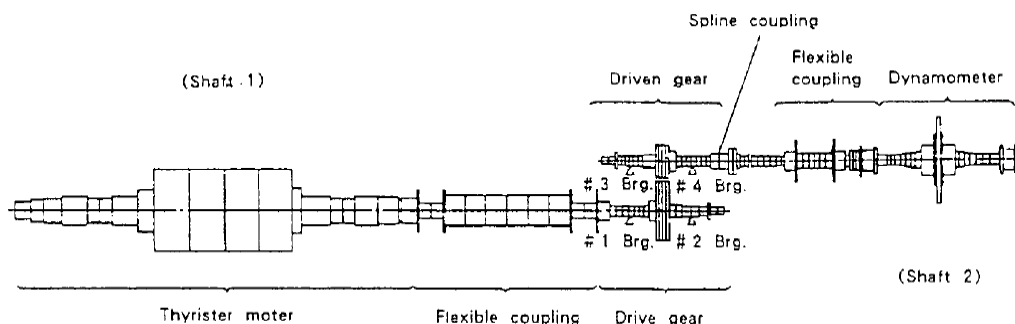 Spline coupling
Flexible
coupling
(Shaft 1)
Driven gear
Dynamometer
#3 Brg.
#4 Brg.
#1 Brg.
#2 Brg.
(Shaft 2)
Thyrister moter
Flexible coupling
Drive gear